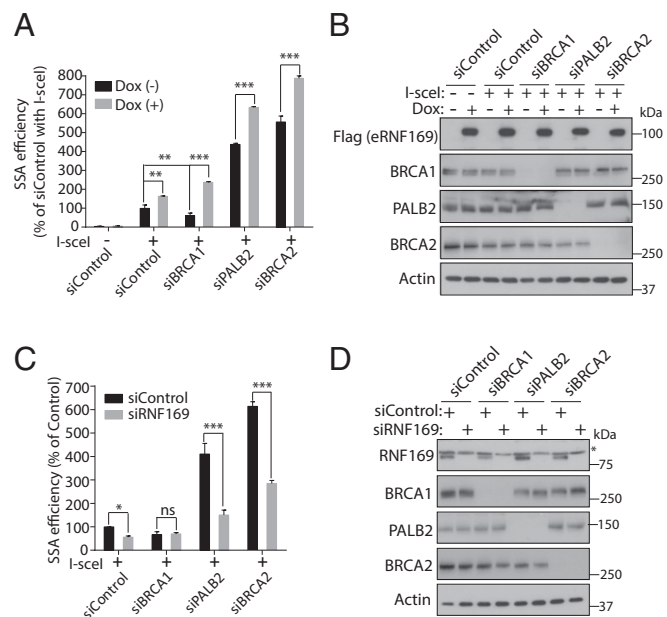 A
SSA efficiency
(% of siControl with I-sceI)
800
700
600
500
400
300
200
100
0
Dox (-)
Dox (+)
**
**
***
***
***
I-sceI - + + + +
siControl
siControl
siBRCA1
siPALB2
siBRCA2
B
siControl
siControl
siBRCA1
siPALB2
siBRCA2
I-sceI: - - + + + + + + + +
Dox: - + - + - + - + - +
kDa
Flag (eRNF169) 100
BRCA1 250
PALB2 150
BRCA2 250
Actin 37
C
SSA efficiency (% of Control)
700
600
500
400
300
200
100
0
siControl
siRNF169
*
ns
***
***
I-sceI + + + +
siControl
siBRCA1
siPALB2
siBRCA2
D
siControl
siBRCA1
siPALB2
siBRCA2
siControl: + + + +
siRNF169: + + + +
kDa
RNF169 *
75
BRCA1 250
PALB2 150
BRCA2 250
Actin 37